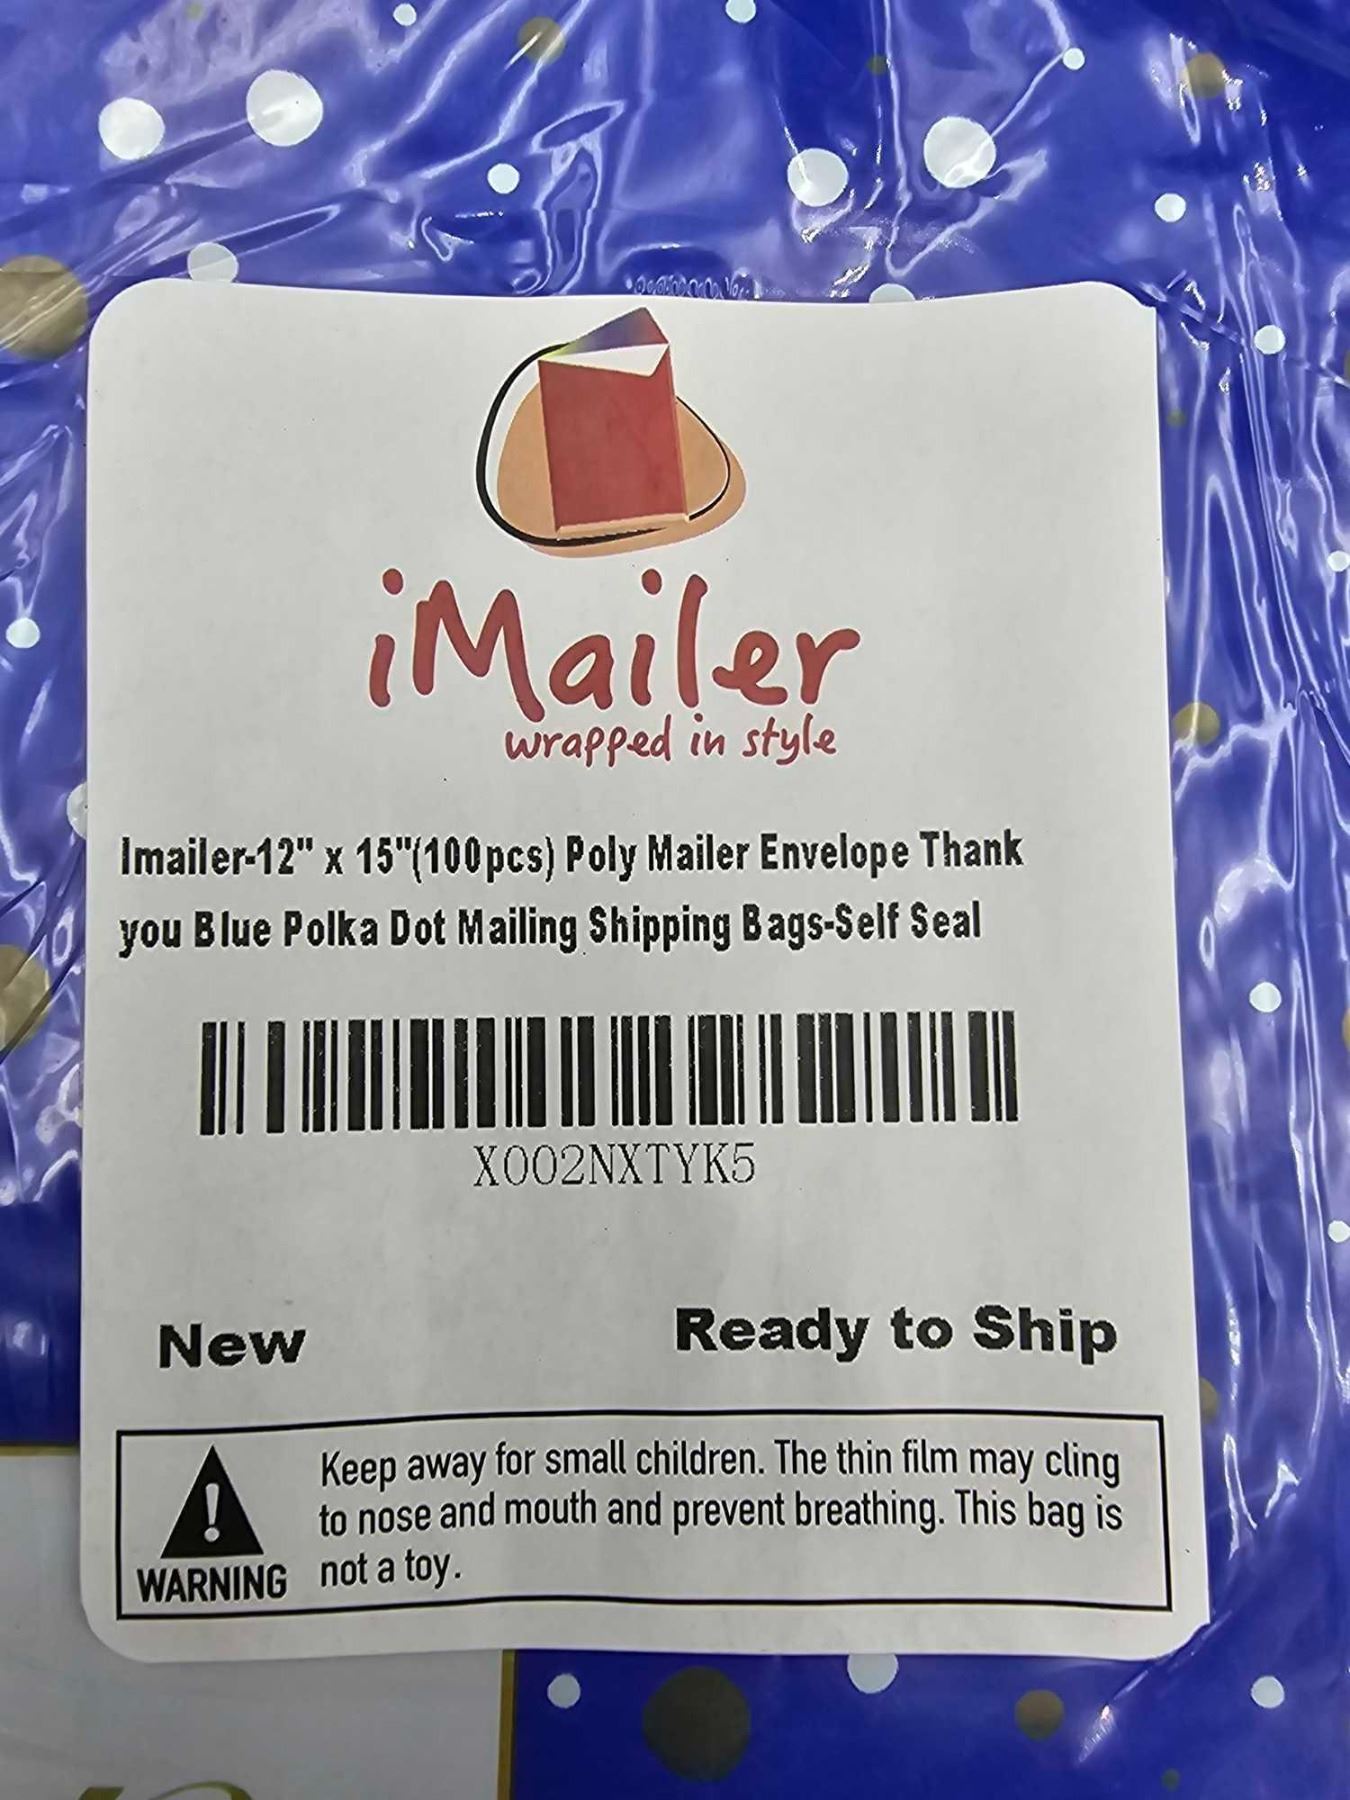 iMailer
wrapped in style
Imailer-12" x 15"(100pcs) Poly Mailer Envelope Thank
you Blue Polka Dot Mailing Shipping Bags-Self Seal
X002NXTYK5
New
Ready to Ship
Keep away for small children. The thin film may cling
to nose and mouth and prevent breathing. This bag is
not a toy.
WARNING